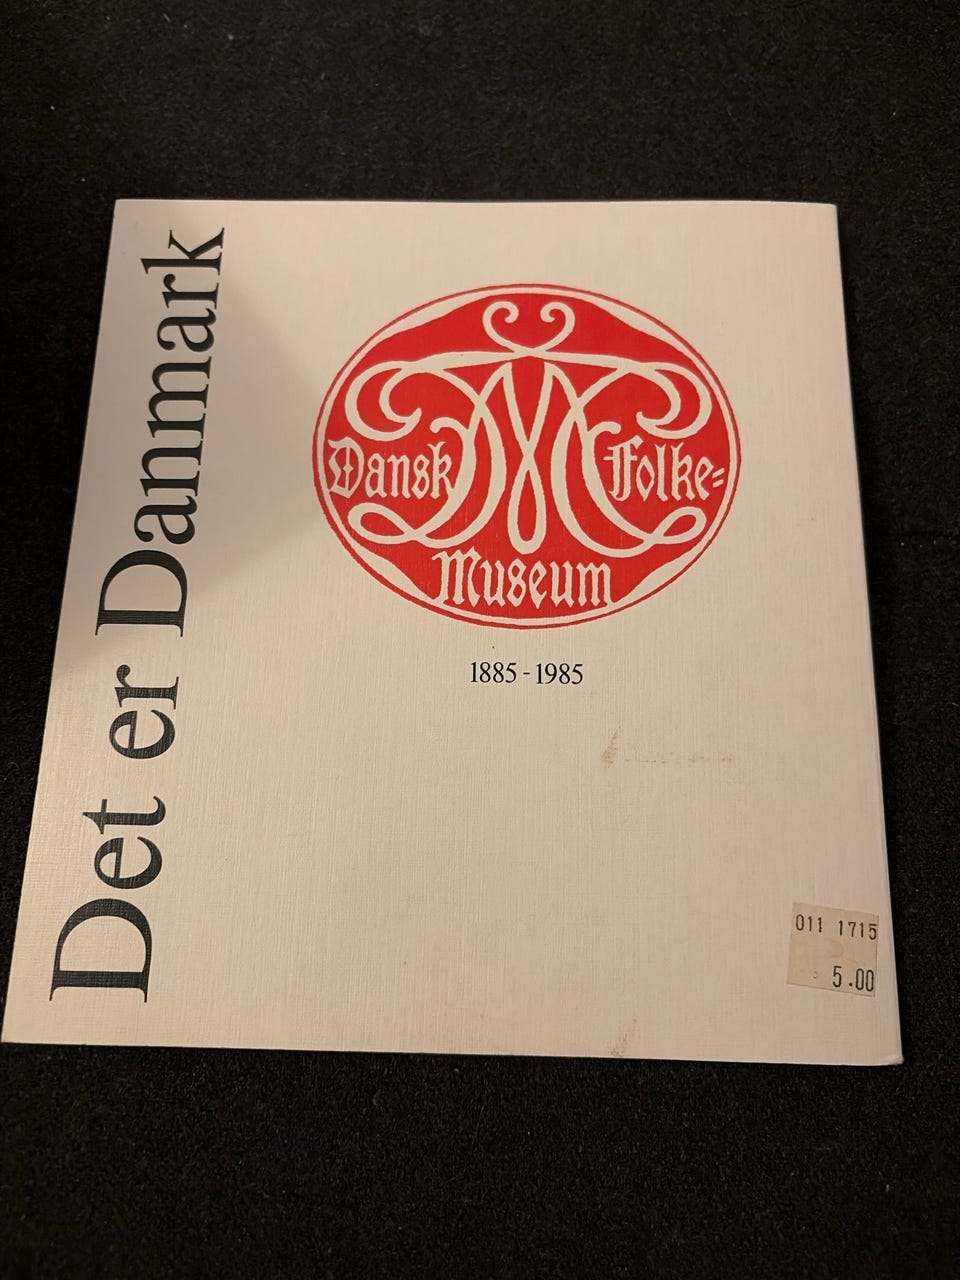 Det er Danmark
Dansk Folke=
Museum
1885-1985
011 1715
5.00